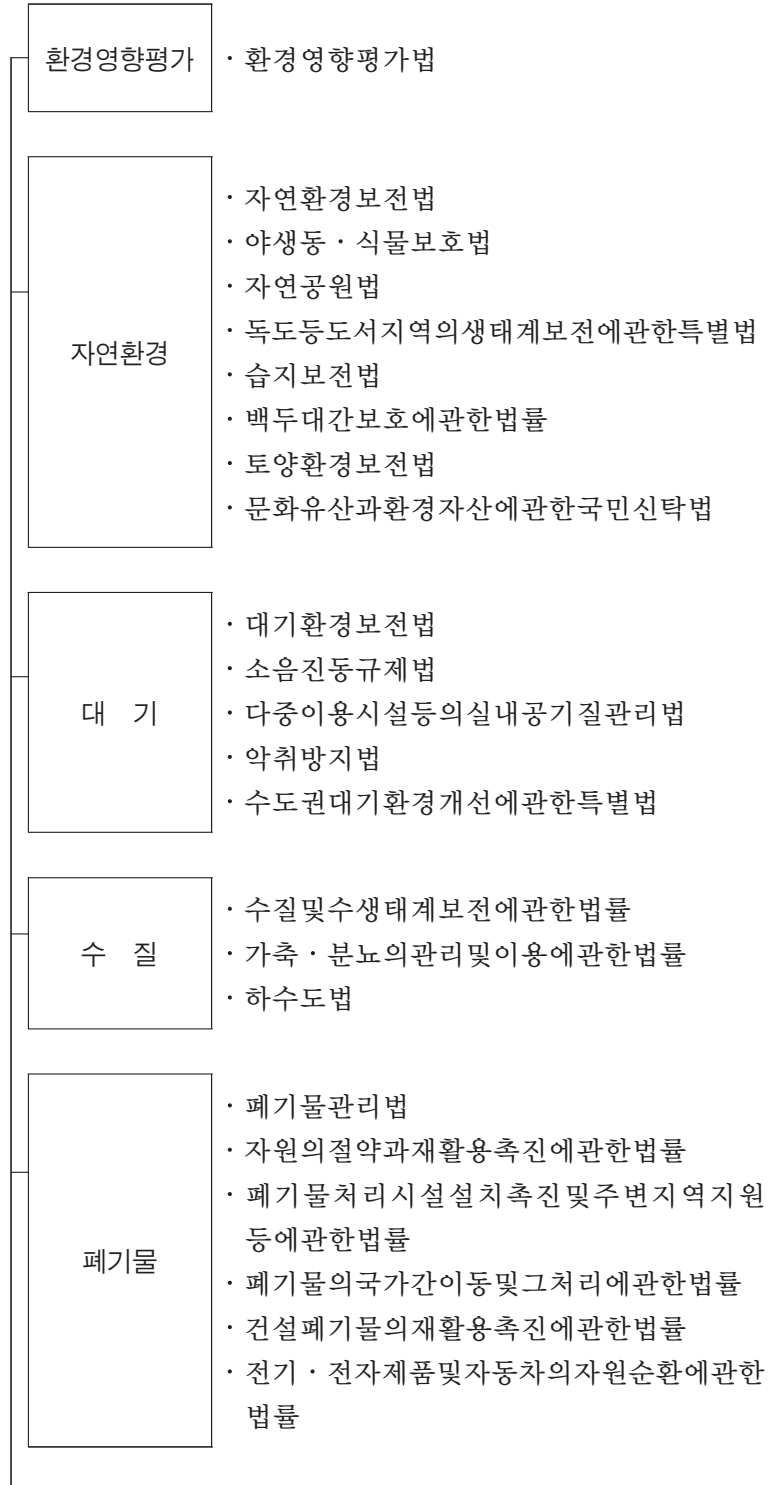 환경영향평가
· 환경영향평가법
자연환경
· 자연환경보전법
· 야생동 · 식물보호법
· 자연공원법
· 독도등도서지역의생태계보전에관한특별법
· 습지보전법
· 백두대간보호에관한법률
· 토양환경보전법
· 문화유산과환경자산에관한국민신탁법
대 기
· 대기환경보전법
· 소음진동규제법
· 다중이용시설등의실내공기질관리법
· 악취방지법
· 수도권대기환경개선에관한특별법
수 질
· 수질및수생태계보전에관한법률
· 가축 · 분뇨의관리및이용에관한법률
· 하수도법
폐기물
· 폐기물관리법
· 자원의절약과재활용촉진에관한법률
· 폐기물처리시설설치촉진및주변지역지원
등에관한법률
· 폐기물의국가간이동및그처리에관한법률
· 건설폐기물의재활용촉진에관한법률
· 전기 · 전자제품및자동차의자원순환에관한
법률